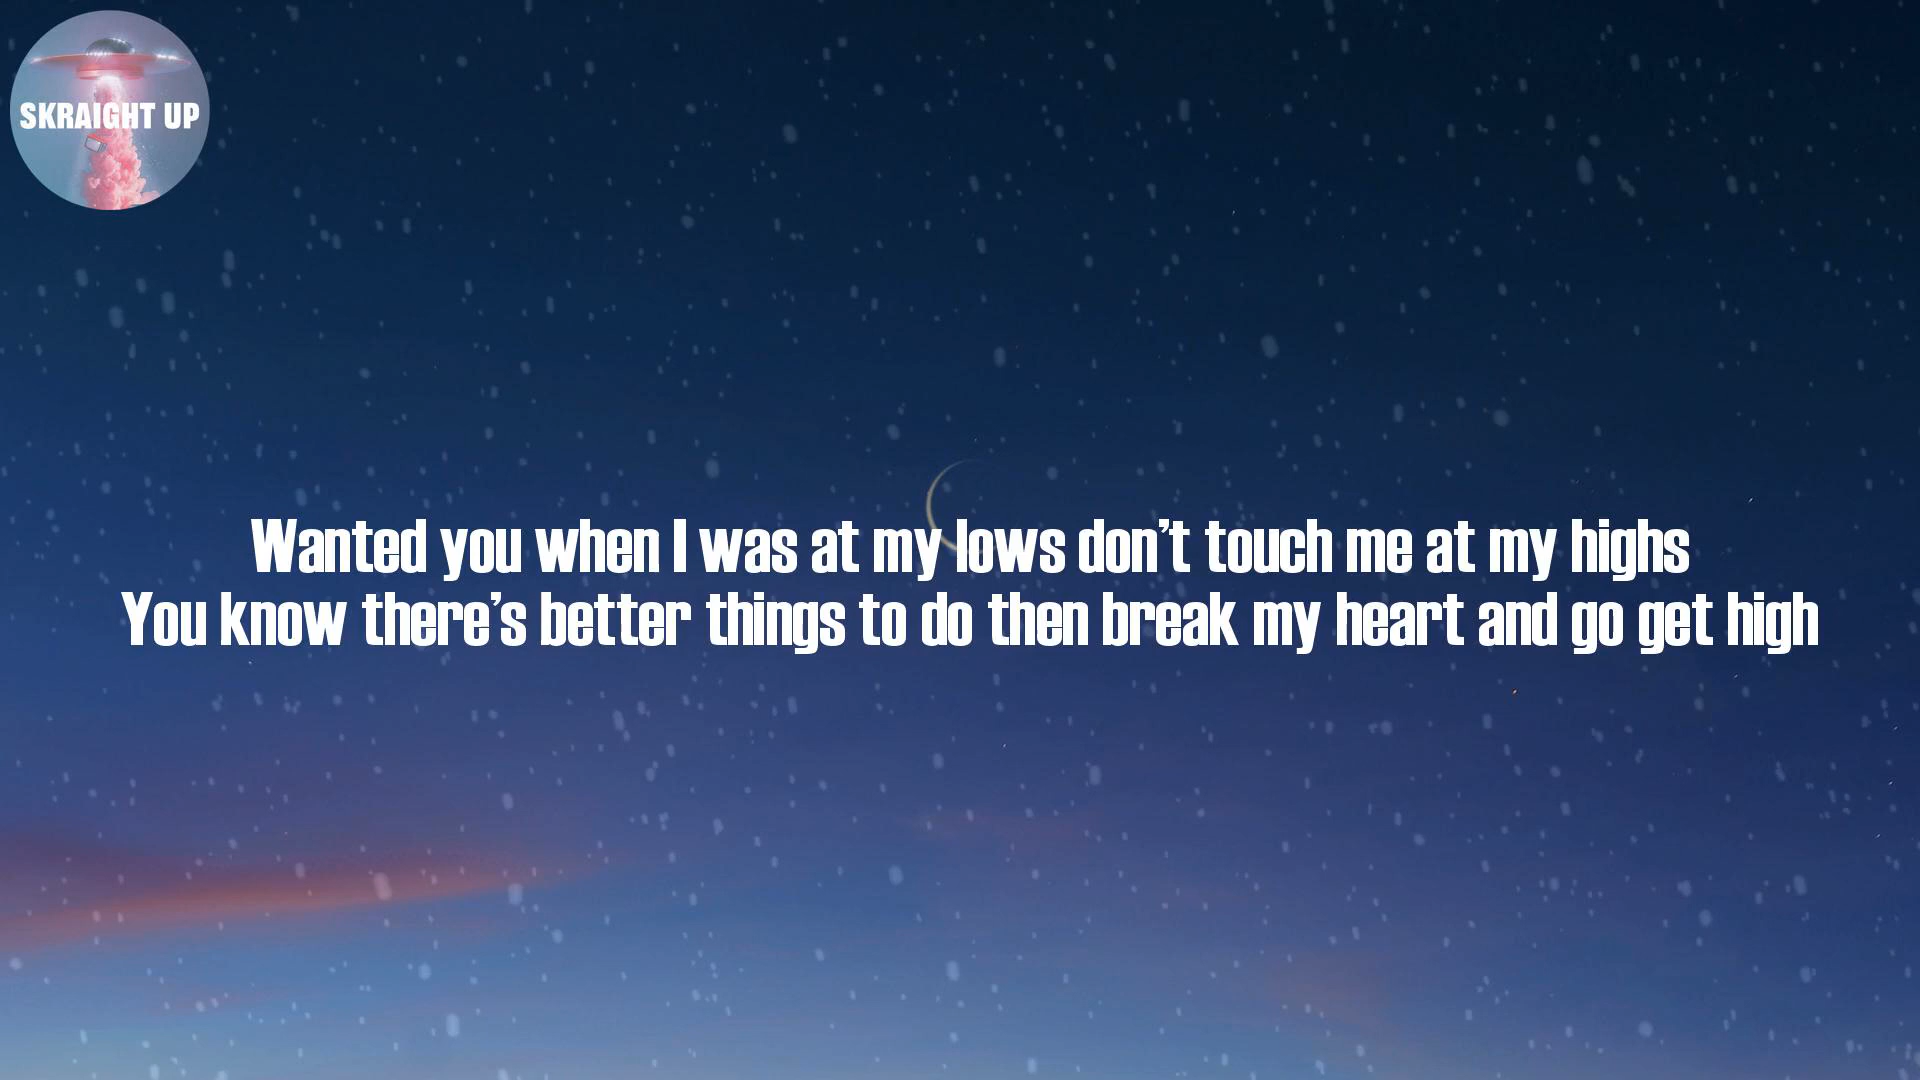 SKRAIGHT UP
Wanted you when I was at my lows don't touch me at my highs
You know there's better things to do then break my heart and go get high